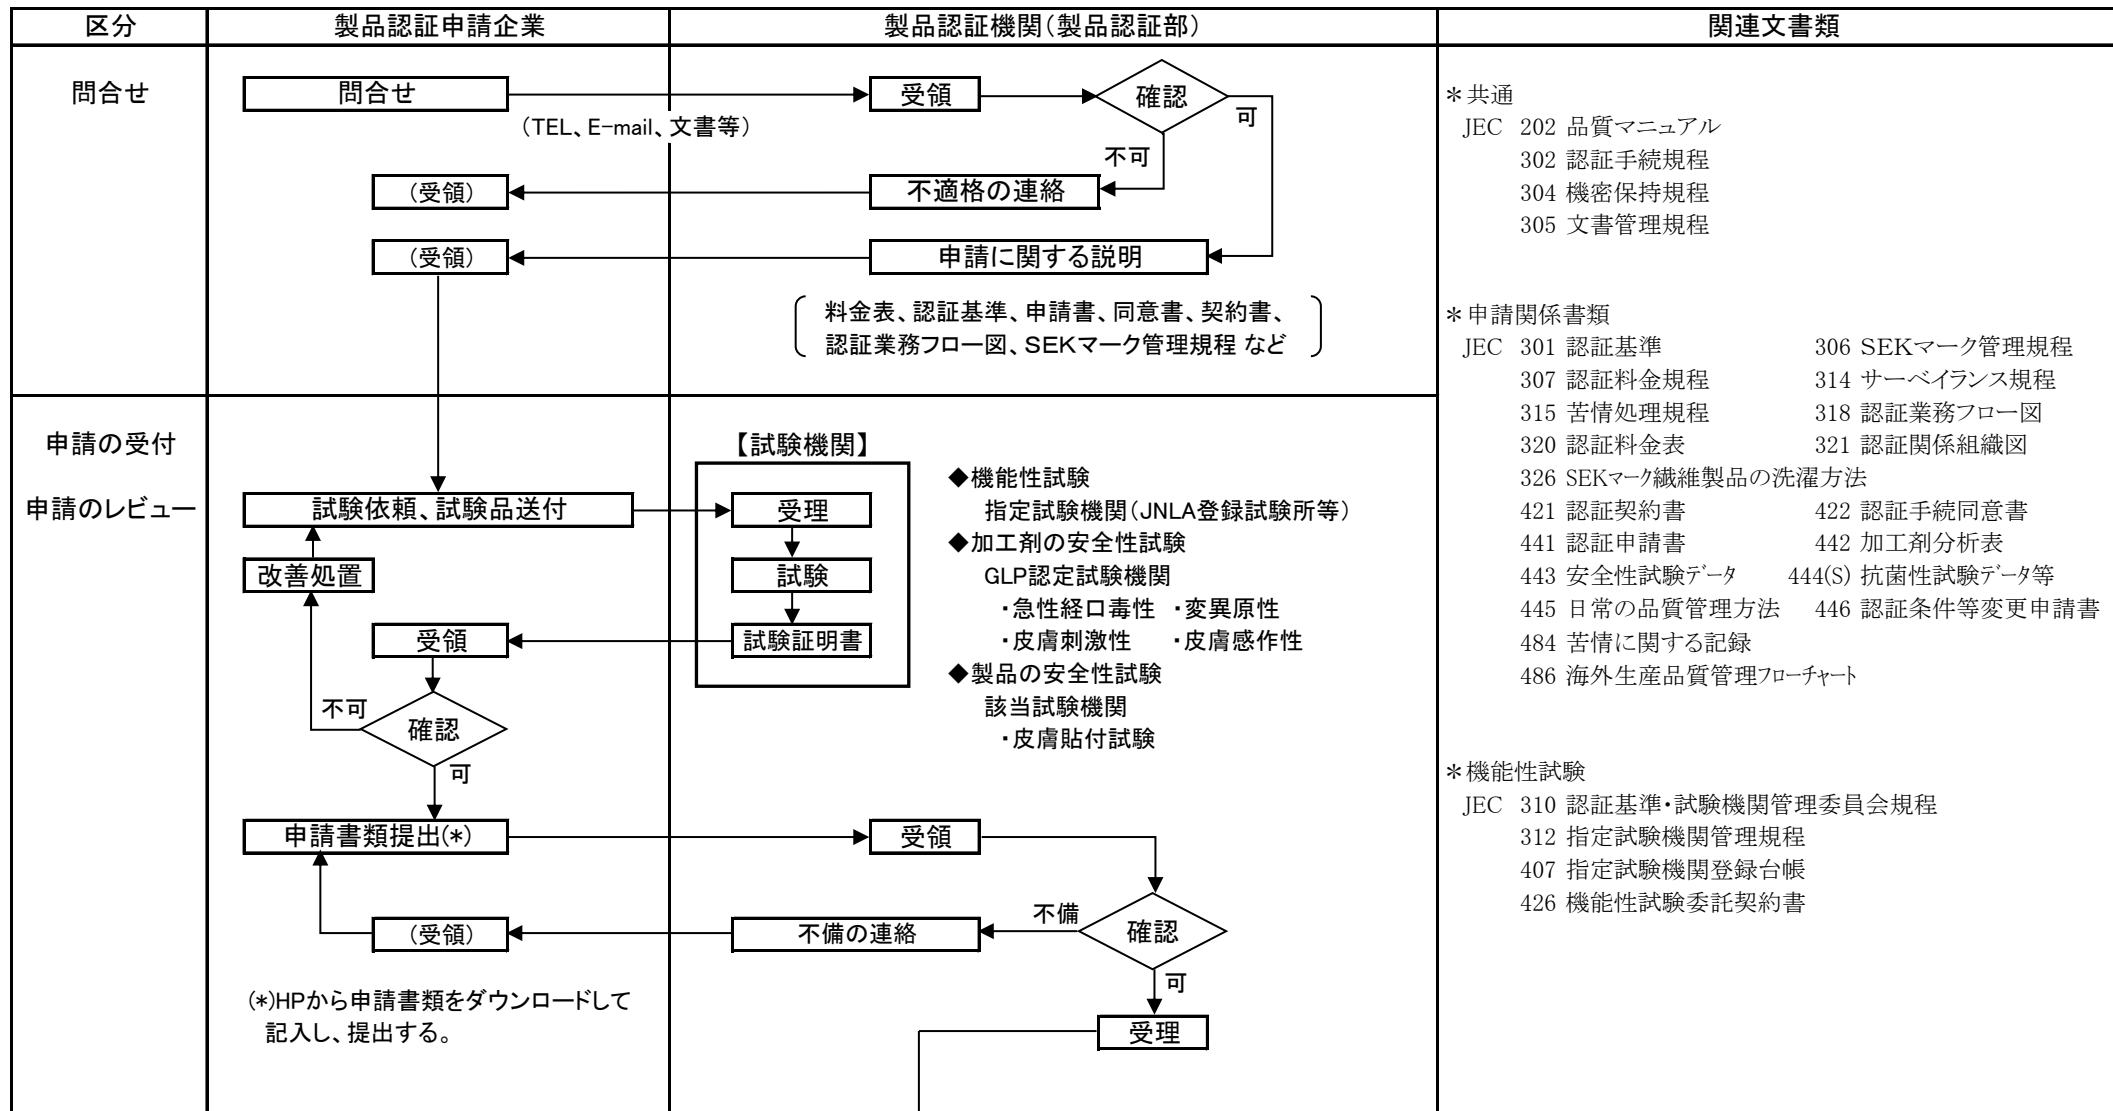 区分
製品認証申請企業
製品認証機関(製品認証部)
関連文書類
問合せ
問合せ
受領
確認
可
(TEL、E-mail、文書等)
不可
(受領)
不適格の連絡
(受領)
申請に関する説明
料金表、認証基準、申請書、同意書、契約書、
認証業務フロー図、SEKマーク管理規程 など
申請の受付
申請のレビュー
【試験機関】
試験依頼、試験品送付
受理
改善処置
試験
受領
試験証明書
不可
確認
可
◆機能性試験
指定試験機関(JNLA登録試験所等)
◆加工剤の安全性試験
GLP認定試験機関
・急性経口毒性 ・変異原性
・皮膚刺激性 ・皮膚感作性
◆製品の安全性試験
該当試験機関
・皮膚貼付試験
申請書類提出(*)
受領
(受領)
不備の連絡
不備
確認
可
受理
(*)HPから申請書類をダウンロードして
記入し、提出する。
*共通
JEC 202 品質マニュアル
302 認証手続規程
304 機密保持規程
305 文書管理規程
*申請関係書類
JEC 301 認証基準 306 SEKマーク管理規程
307 認証料金規程 314 サーベイランス規程
315 苦情処理規程 318 認証業務フロー図
320 認証料金表 321 認証関係組織図
326 SEKマーク繊維製品の洗濯方法
421 認証契約書 422 認証手続同意書
441 認証申請書 442 加工剤分析表
443 安全性試験データ 444(S) 抗菌性試験データ等
445 日常の品質管理方法 446 認証条件等変更申請書
484 苦情に関する記録
486 海外生産品質管理フローチャート
*機能性試験
JEC 310 認証基準・試験機関管理委員会規程
312 指定試験機関管理規程
407 指定試験機関登録台帳
426 機能性試験委託契約書